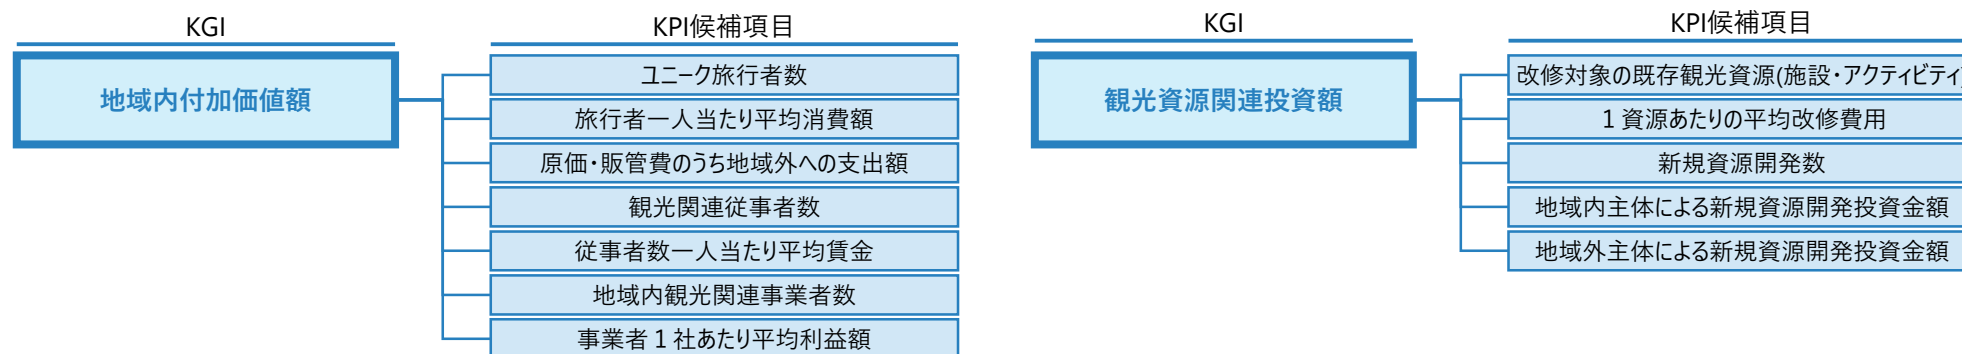 KGI
KPI候補項目
地域内付加価値額
ユニーク旅行者数
旅行者一人当たり平均消費額
原価・販管費のうち地域外への支出額
観光関連従事者数
従事者数一人当たり平均賃金
地域内観光関連事業者数
事業者１社あたり平均利益額
KGI
KPI候補項目
観光資源関連投資額
改修対象の既存観光資源(施設・アクティビティ)
１資源あたりの平均改修費用
新規資源開発数
地域内主体による新規資源開発投資金額
地域外主体による新規資源開発投資金額